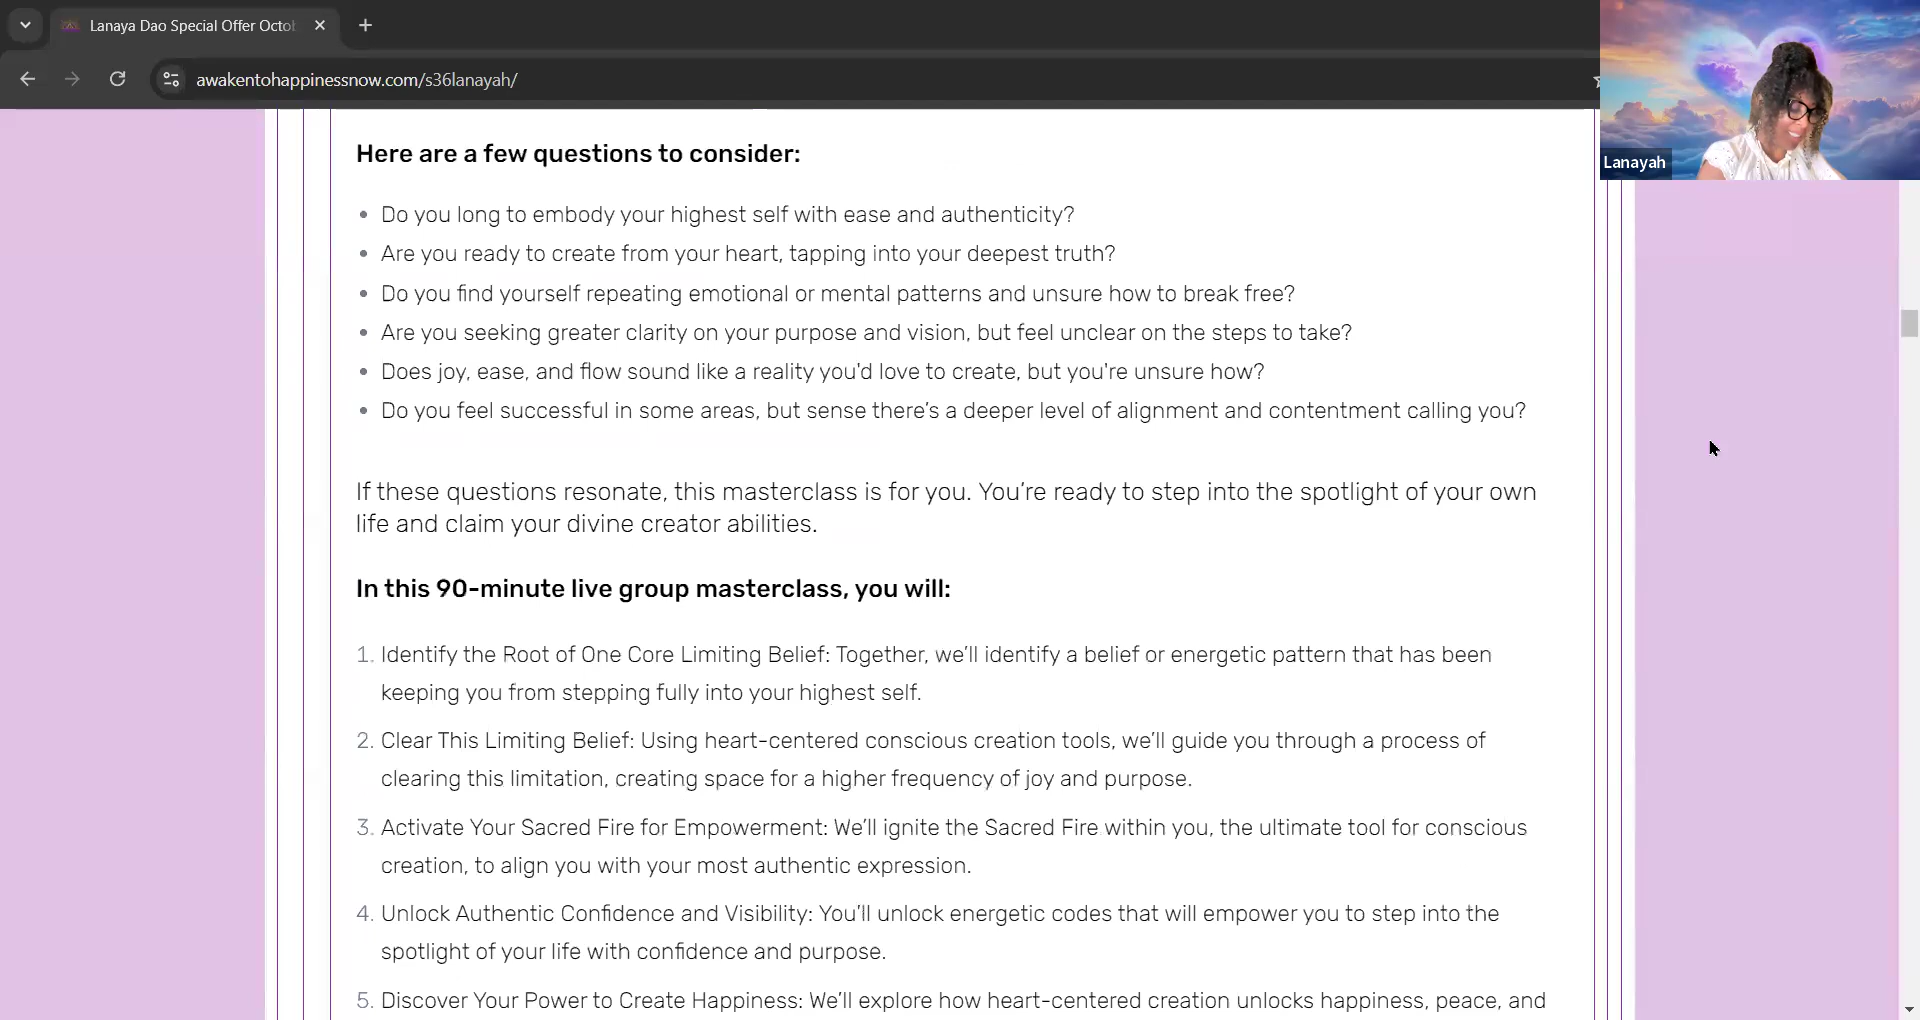 Lanaya Dao Special Offer Octo
awakentohappinessnow.com/s36lanayah/
Lanayah
Here are a few questions to consider:
• Do you long to embody your highest self with ease and authenticity?
• Are you ready to create from your heart, tapping into your deepest truth?
• Do you find yourself repeating emotional or mental patterns and unsure how to break free?
• Are you seeking greater clarity on your purpose and vision, but feel unclear on the steps to take?
• Does joy, ease, and flow sound like a reality you'd love to create, but you're unsure how?
• Do you feel successful in some areas, but sense there's a deeper level of alignment and contentment calling you?
If these questions resonate, this masterclass is for you. You're ready to step into the spotlight of your own
life and claim your divine creator abilities.
In this 90-minute live group masterclass, you will:
1. Identify the Root of One Core Limiting Belief: Together, we'll identify a belief or energetic pattern that has been
keeping you from stepping fully into your highest self.
2. Clear This Limiting Belief: Using heart-centered conscious creation tools, we'll guide you through a process of
clearing this limitation, creating space for a higher frequency of joy and purpose.
3. Activate Your Sacred Fire for Empowerment: We'll ignite the Sacred Fire within you, the ultimate tool for conscious
creation, to align you with your most authentic expression.
4. Unlock Authentic Confidence and Visibility: You'll unlock energetic codes that will empower you to step into the
spotlight of your life with confidence and purpose.
5. Discover Your Power to Create Happiness: We'll explore how heart-centered creation unlocks happiness, peace, and